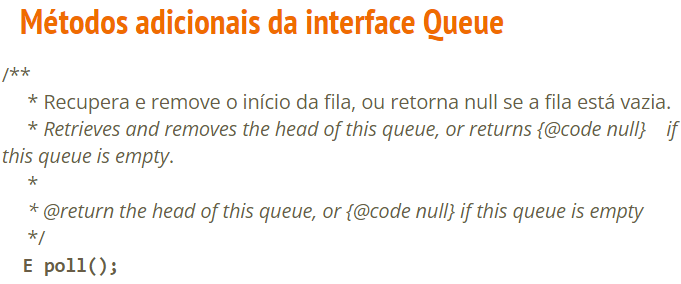 Métodos adicionais da interface Queue
/**
* Recupera e remove o início da fila, ou retorna null se a fila está vazia.
* Retrieves and removes the head of this queue, or returns {@code null} if
this queue is empty.
*
* @return the head of this queue, or {@code null} if this queue is empty
*/
E poll();